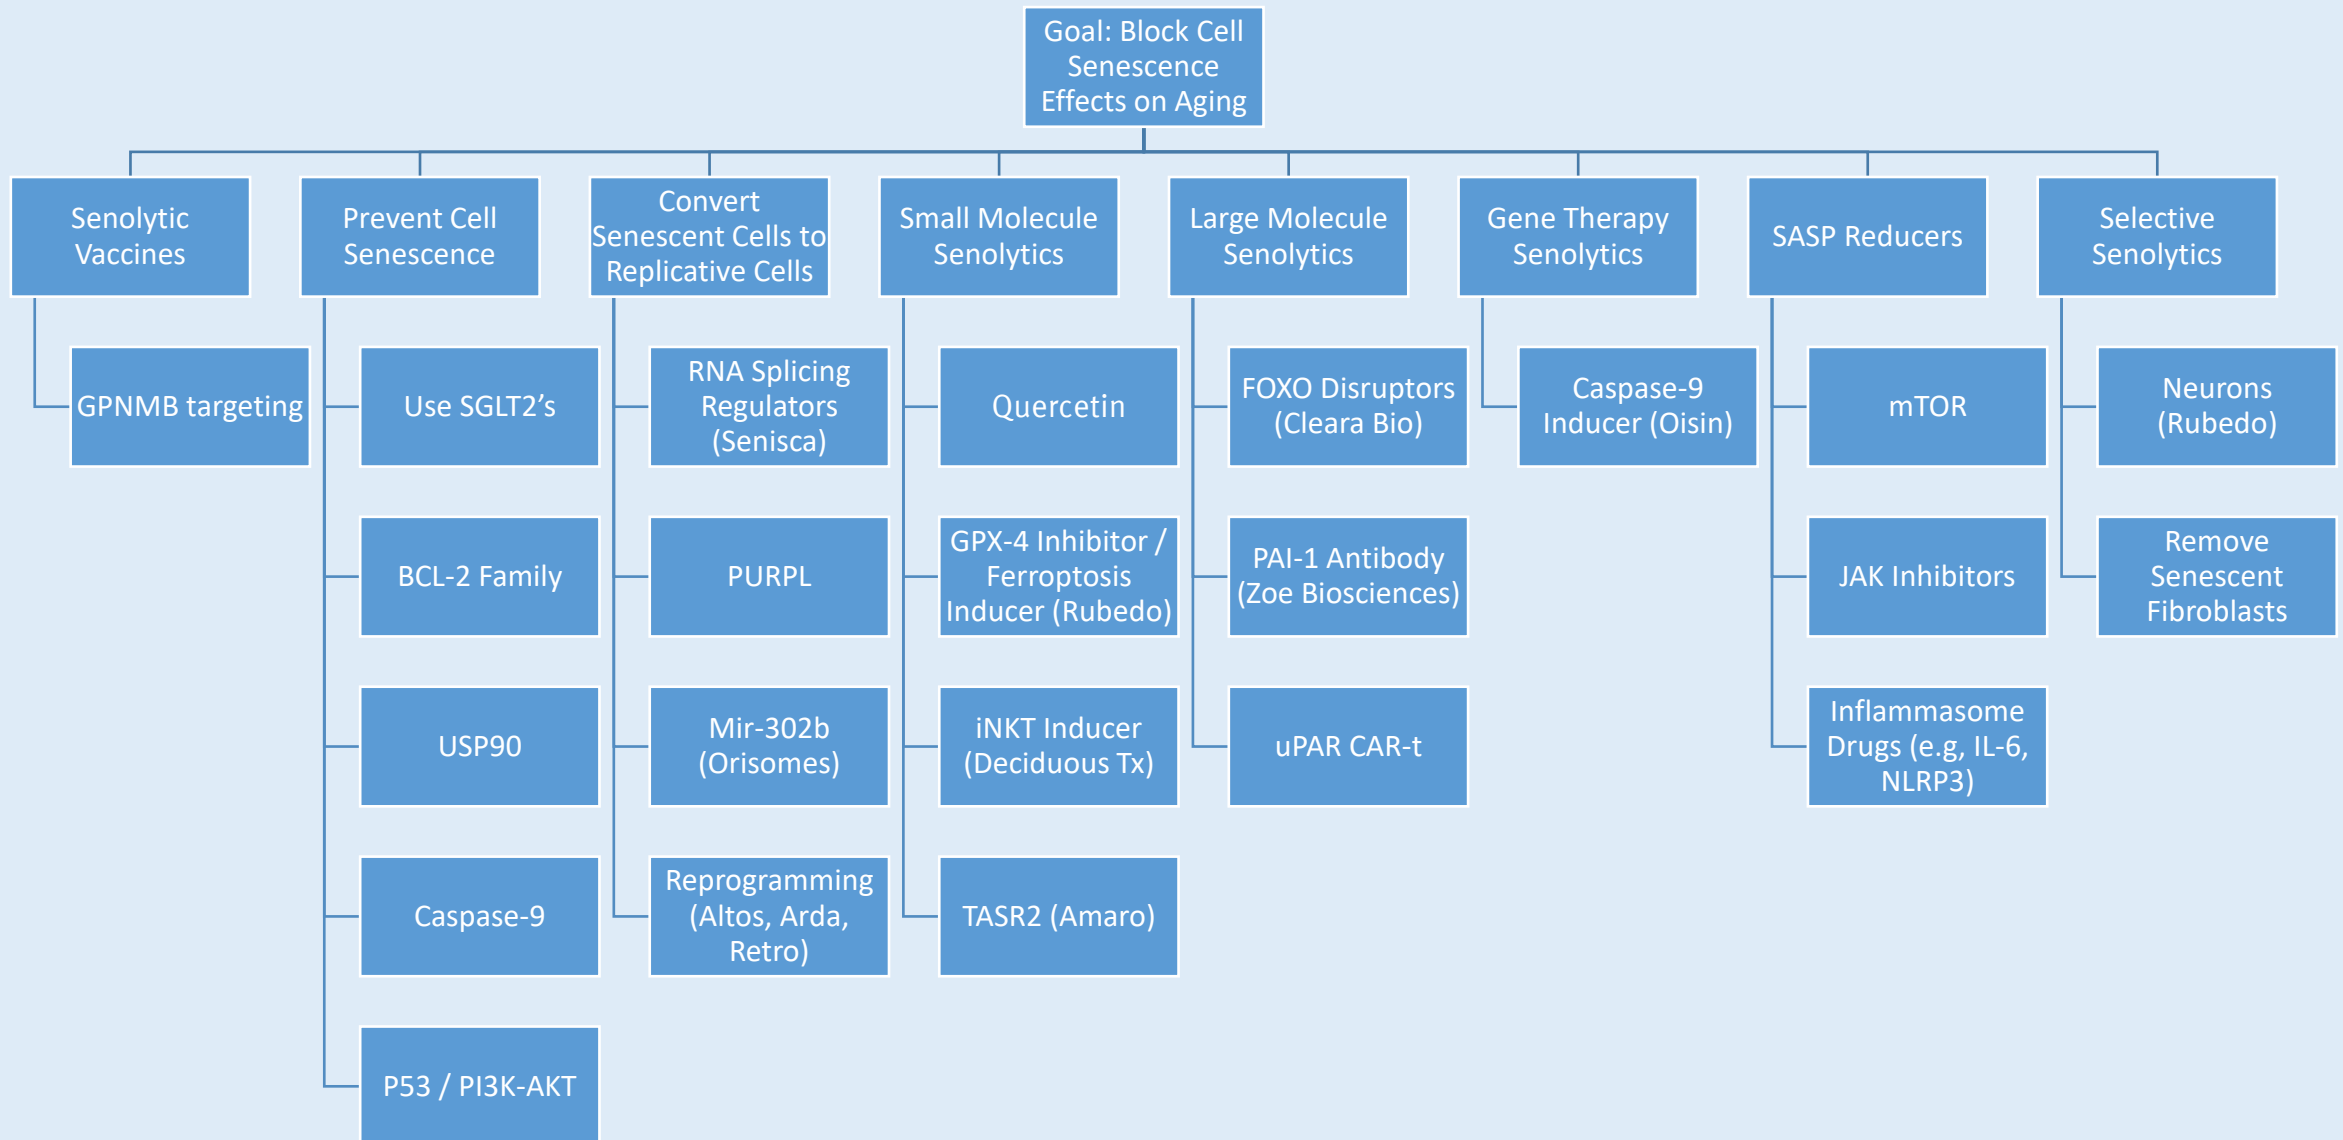 Goal: Block Cell
Senescence
Effects on Aging
Senolytic
Vaccines
GPNMB targeting
Prevent Cell
Senescence
Use SGLT2’s
BCL-2 Family
USP90
Caspase-9
P53 / PI3K-AKT
Convert
Senescent Cells to
Replicative Cells
RNA Splicing
Regulators
(Senisca)
PURPL
Mir-302b
(Orisomes)
Reprogramming
(Altos, Arda,
Retro)
Small Molecule
Senolytics
Quercetin
GPX-4 Inhibitor /
Ferroptosis
Inducer (Rubedo)
iNKT Inducer
(Deciduous Tx)
TASR2 (Amaro)
Large Molecule
Senolytics
FOXO Disruptors
(Cleara Bio)
PAI-1 Antibody
(Zoe Biosciences)
uPAR CAR-t
Gene Therapy
Senolytics
Caspase-9
Inducer (Oisin)
SASP Reducers
mTOR
JAK Inhibitors
Inflammasome
Drugs (e.g, IL-6,
NLRP3)
Selective
Senolytics
Neurons
(Rubedo)
Remove
Senescent
Fibroblasts